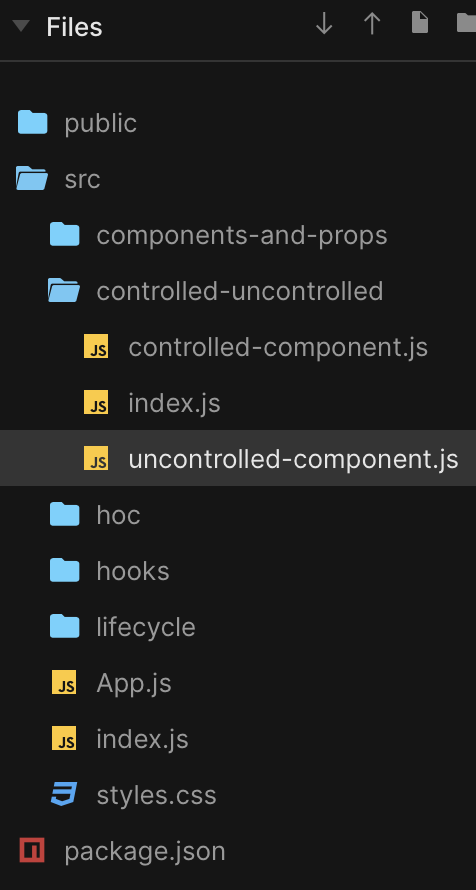 Files
public
src
components-and-props
controlled-uncontrolled
JS controlled-component.js
JS index.js
JS uncontrolled-component.js
hoc
hooks
lifecycle
JS App.js
JS index.js
styles.css
package.json